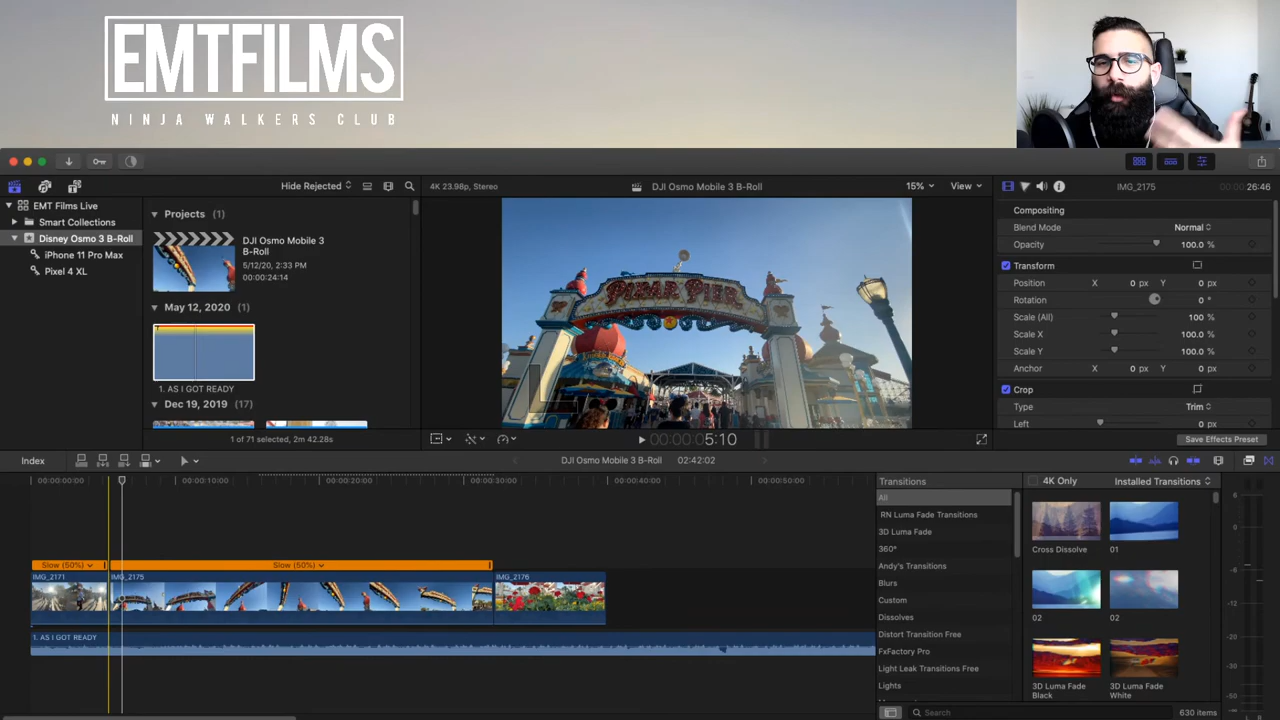 EMTFILMS
NINJA WALKERS CLUB
Hide Rejected
4K 23.98p, Stereo
DJI Osmo Mobile 3 B-Roll
15%
View
IMG_2175
00:00:26:46
EMT Films Live
Smart Collections
Disney Osmo 3 B-Roll
iPhone 11 Pro Max
Pixel 4 XL
Projects (1)
DJI Osmo Mobile 3
B-Roll
5/12/20, 2:33 PM
00:00:24:14
May 12, 2020 (1)
1. AS I GOT READY
Dec 19, 2019 (17)
1 of 71 selected, 2m 42.28s
PIXAR PIER
00:00:05:10
Compositing
Blend Mode Normal
Opacity 100.0 %
Transform
Position X 0 px Y 0 px
Rotation 0 °
Scale (All) 100 %
Scale X 100.0 %
Scale Y 100.0 %
Anchor X 0 px Y 0 px
Crop
Type Trim
Left 0 px
Save Effects Preset
Index
DJI Osmo Mobile 3 B-Roll 02:42:02
00:00:00:00 00:00:10:00 00:00:20:00 00:00:30:00 00:00:40:00 00:00:50:00
Slow (50%) Slow (50%)
IMG_2171 IMG_2175 IMG_2176
1. AS I GOT READY
Transitions
All
RN Luma Fade Transitions
3D Luma Fade
360°
Andy's Transitions
Blurs
Custom
Dissolves
Distort Transition Free
FxFactory Pro
Light Leak Transitions Free
Lights
4K Only Installed Transitions
Cross Dissolve 01
02 02
3D Luma Fade
Black
3D Luma Fade
White
Search
630 items
6
0
-6
-12
-20
-30